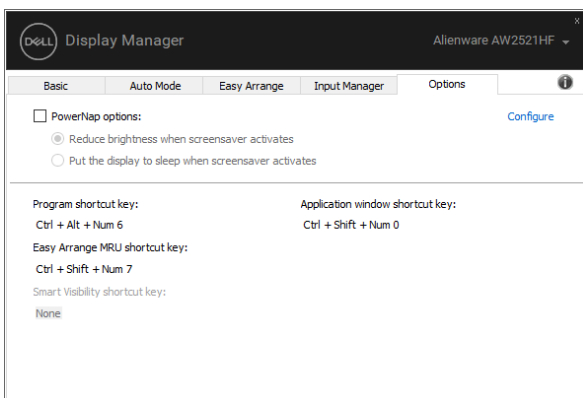 DELL Display Manager
Alienware AW2521HF
x
Basic
Auto Mode
Easy Arrange
Input Manager
Options
i
PowerNap options:
Configure
Reduce brightness when screensaver activates
Put the display to sleep when screensaver activates
Program shortcut key:
Application window shortcut key:
Ctrl + Alt + Num 6
Ctrl + Shift + Num 0
Easy Arrange MRU shortcut key:
Ctrl + Shift + Num 7
Smart Visibility shortcut key:
None